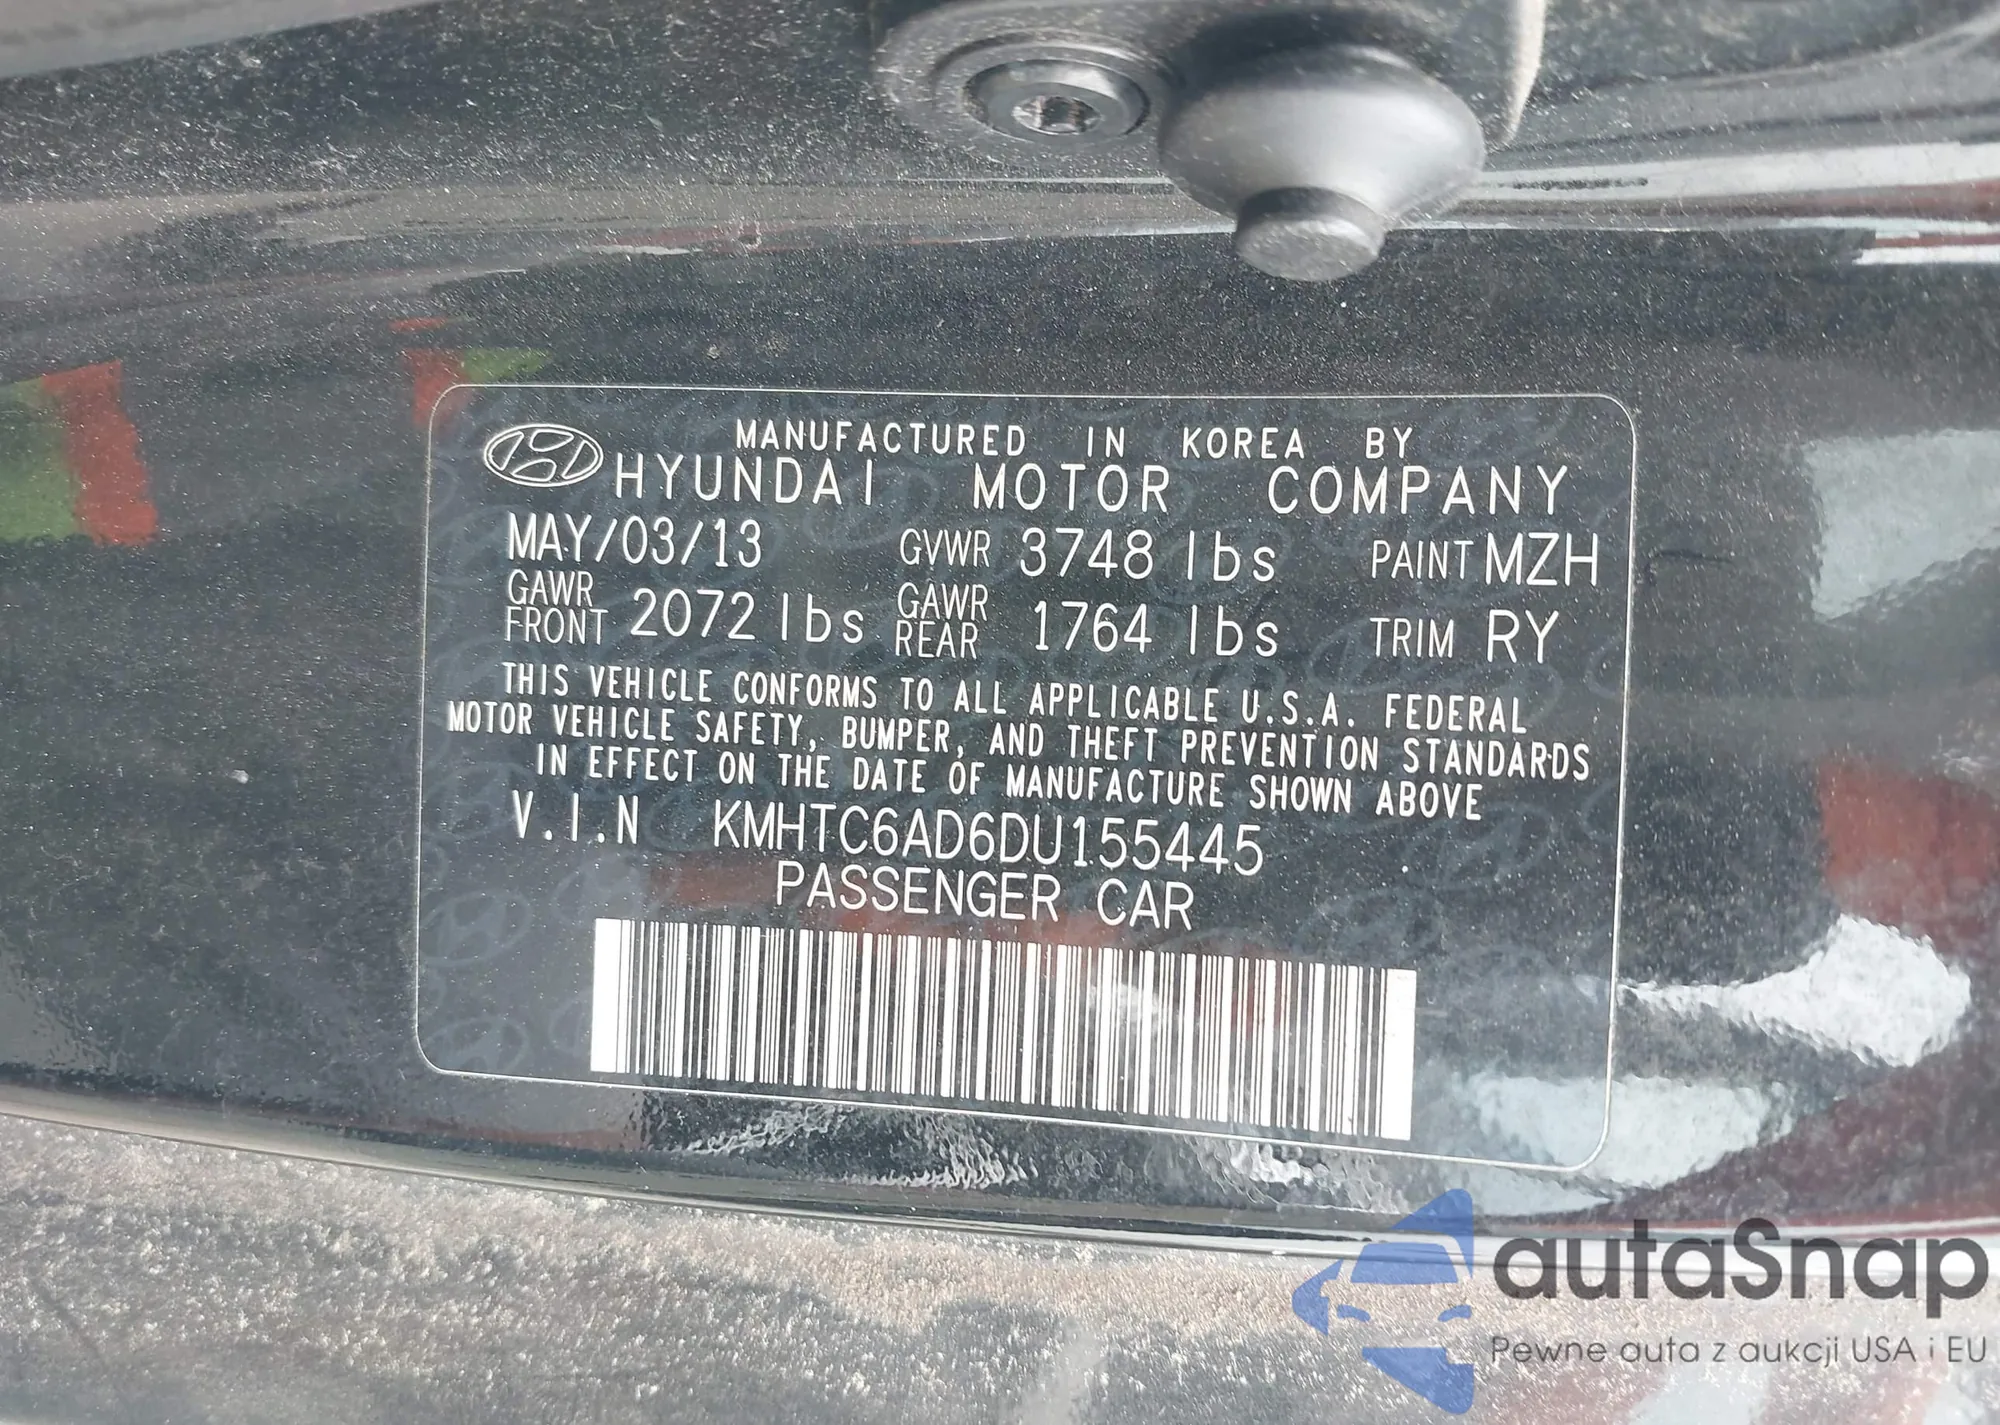 MANUFACTURED IN KOREA BY
HYUNDAI MOTOR COMPANY
MAY/03/13 GVWR 3748 lbs PAINT MZH
GAWR FRONT 2072 lbs GAWR REAR 1764 lbs TRIM RY
THIS VEHICLE CONFORMS TO ALL APPLICABLE U.S.A. FEDERAL
MOTOR VEHICLE SAFETY, BUMPER, AND THEFT PREVENTION STANDARDS
IN EFFECT ON THE DATE OF MANUFACTURE SHOWN ABOVE
V.I.N KMHTC6AD6DU155445
PASSENGER CAR
autaSnap
Pewne auta z aukcji USA i EU